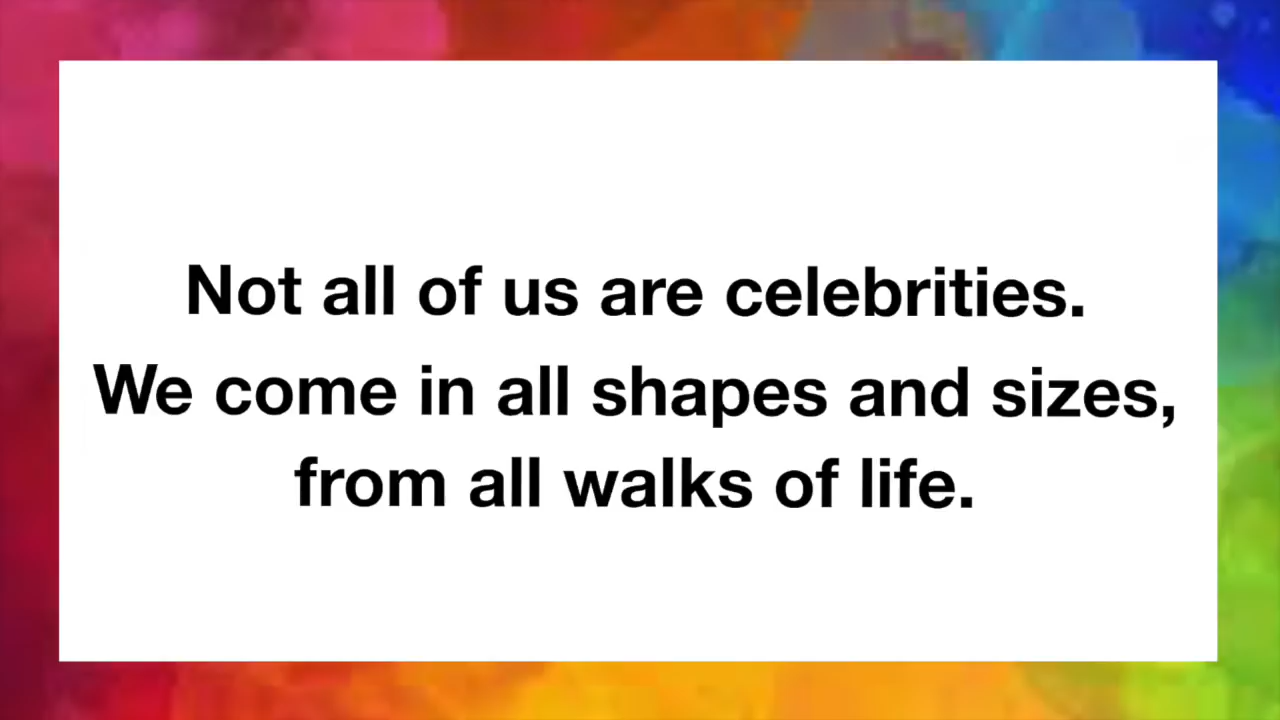 Not all of us are celebrities.
We come in all shapes and sizes,
from all walks of life.